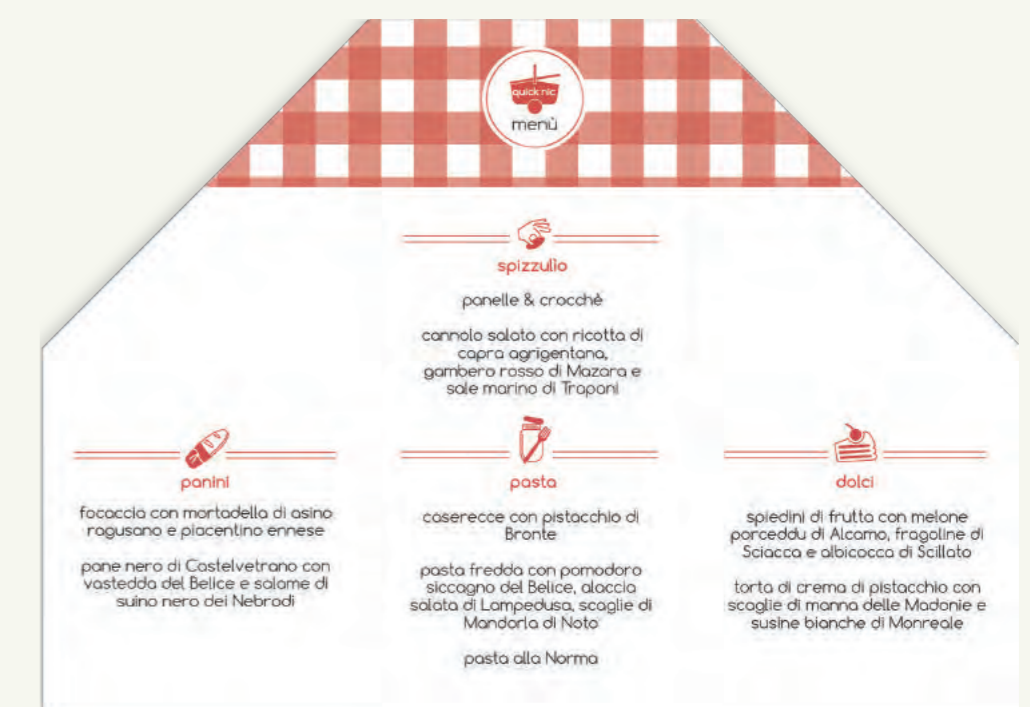 quick nic
menù
spizzulìo
panelle & crocchè
cannolo salato con ricotta di
capra agrigentana,
gambero rosso di Mazara e
sale marino di Trapani
panini
focaccia con mortadella di asino
ragusano e piacentino ennese
pane nero di Castelvetrano con
vastedda del Belice e salame di
suino nero dei Nebrodi
pasta
caserecce con pistacchio di
Bronte
pasta fredda con pomodoro
siccagno del Belice, alaccia
salata di Lampedusa, scaglie di
Mandorla di Noto
pasta alla Norma
dolci
spiedini di frutta con melone
porceddu di Alcamo, fragoline di
Sciacca e albicocca di Scillato
torta di crema di pistacchio con
scaglie di manna delle Madonie e
susine bianche di Monreale